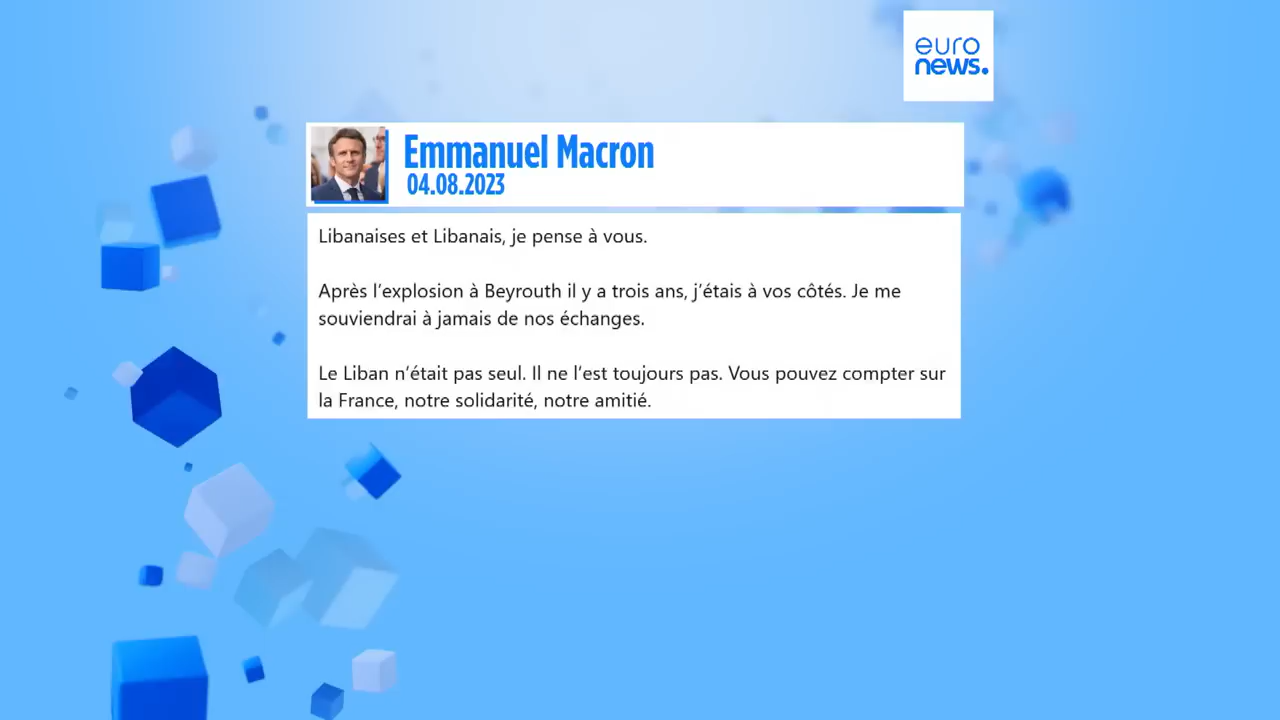 euro
news.
Emmanuel Macron
04.08.2023
Libanaises et Libanais, je pense à vous.
Après l’explosion à Beyrouth il y a trois ans, j’étais à vos côtés. Je me
souviendrai à jamais de nos échanges.
Le Liban n’était pas seul. Il ne l’est toujours pas. Vous pouvez compter sur
la France, notre solidarité, notre amitié.